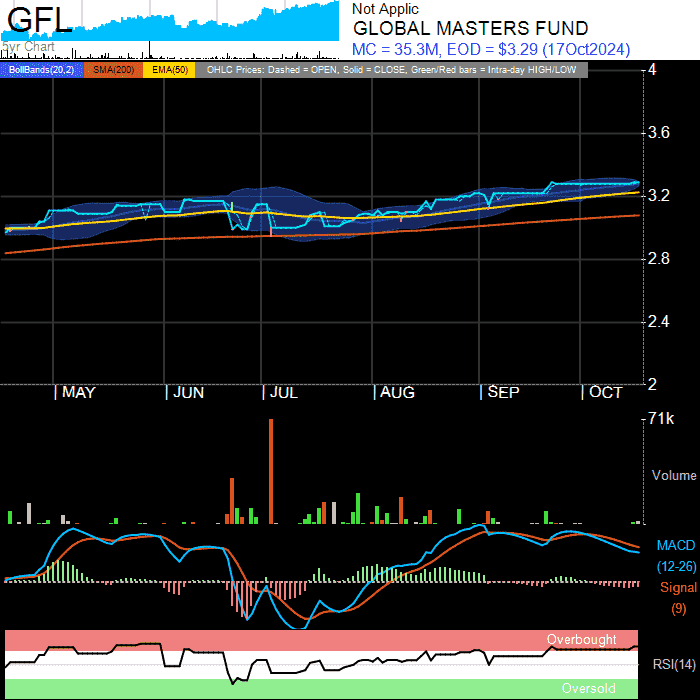 GFL
5yr Chart
Not Applic
GLOBAL MASTERS FUND
MC = 35.3M, EOD = $3.29 (17Oct2024)
BollBands(20,2) SMA(200) EMA(50) OHLC Prices: Dashed = OPEN, Solid = CLOSE, Green/Red bars = Intra-day HIGH/LOW
4
3.6
3.2
2.8
2.4
2
MAY JUN JUL AUG SEP OCT
71k
Volume
MACD
(12-26)
Signal
(9)
Overbought
RSI(14)
Oversold